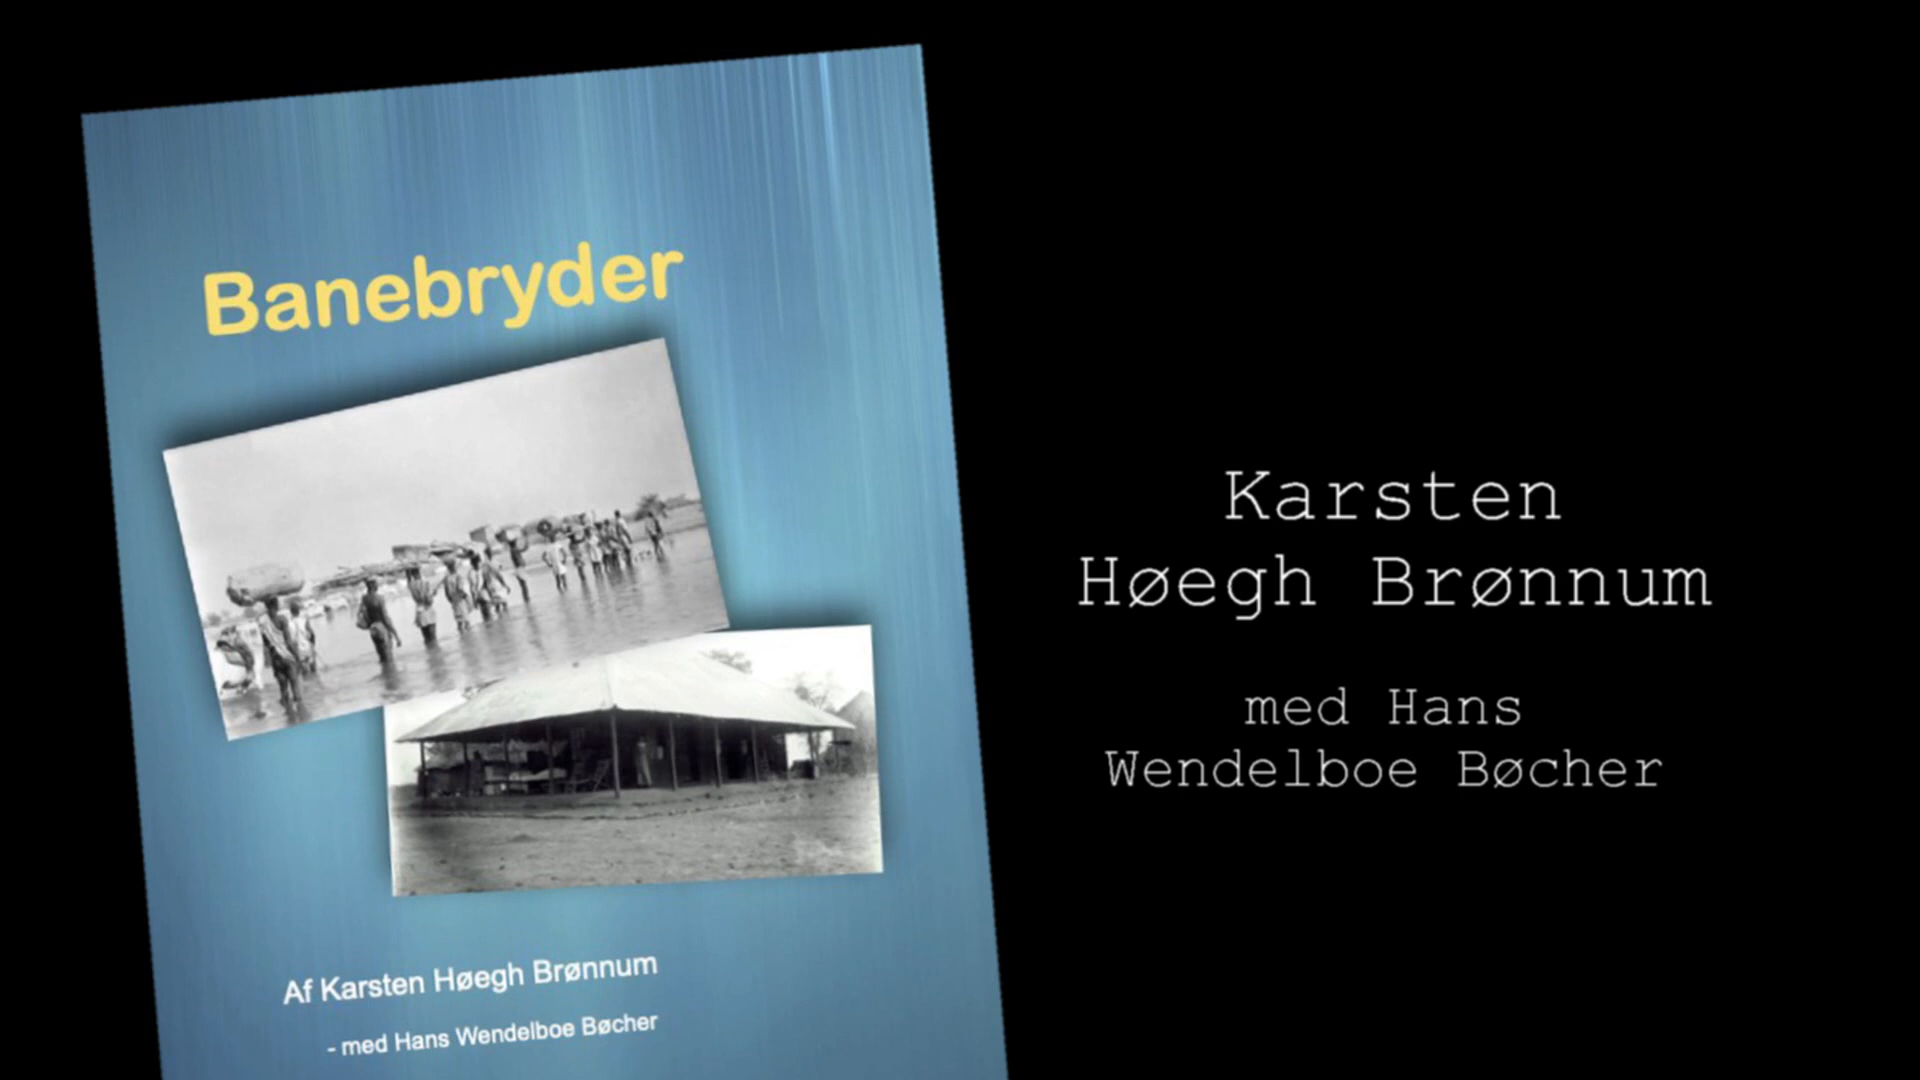 Banebryder
Af Karsten Høegh Brønnum
- med Hans Wendelboe Bøcher
Karsten
Høegh Brønnum
med Hans
Wendelboe Bøcher